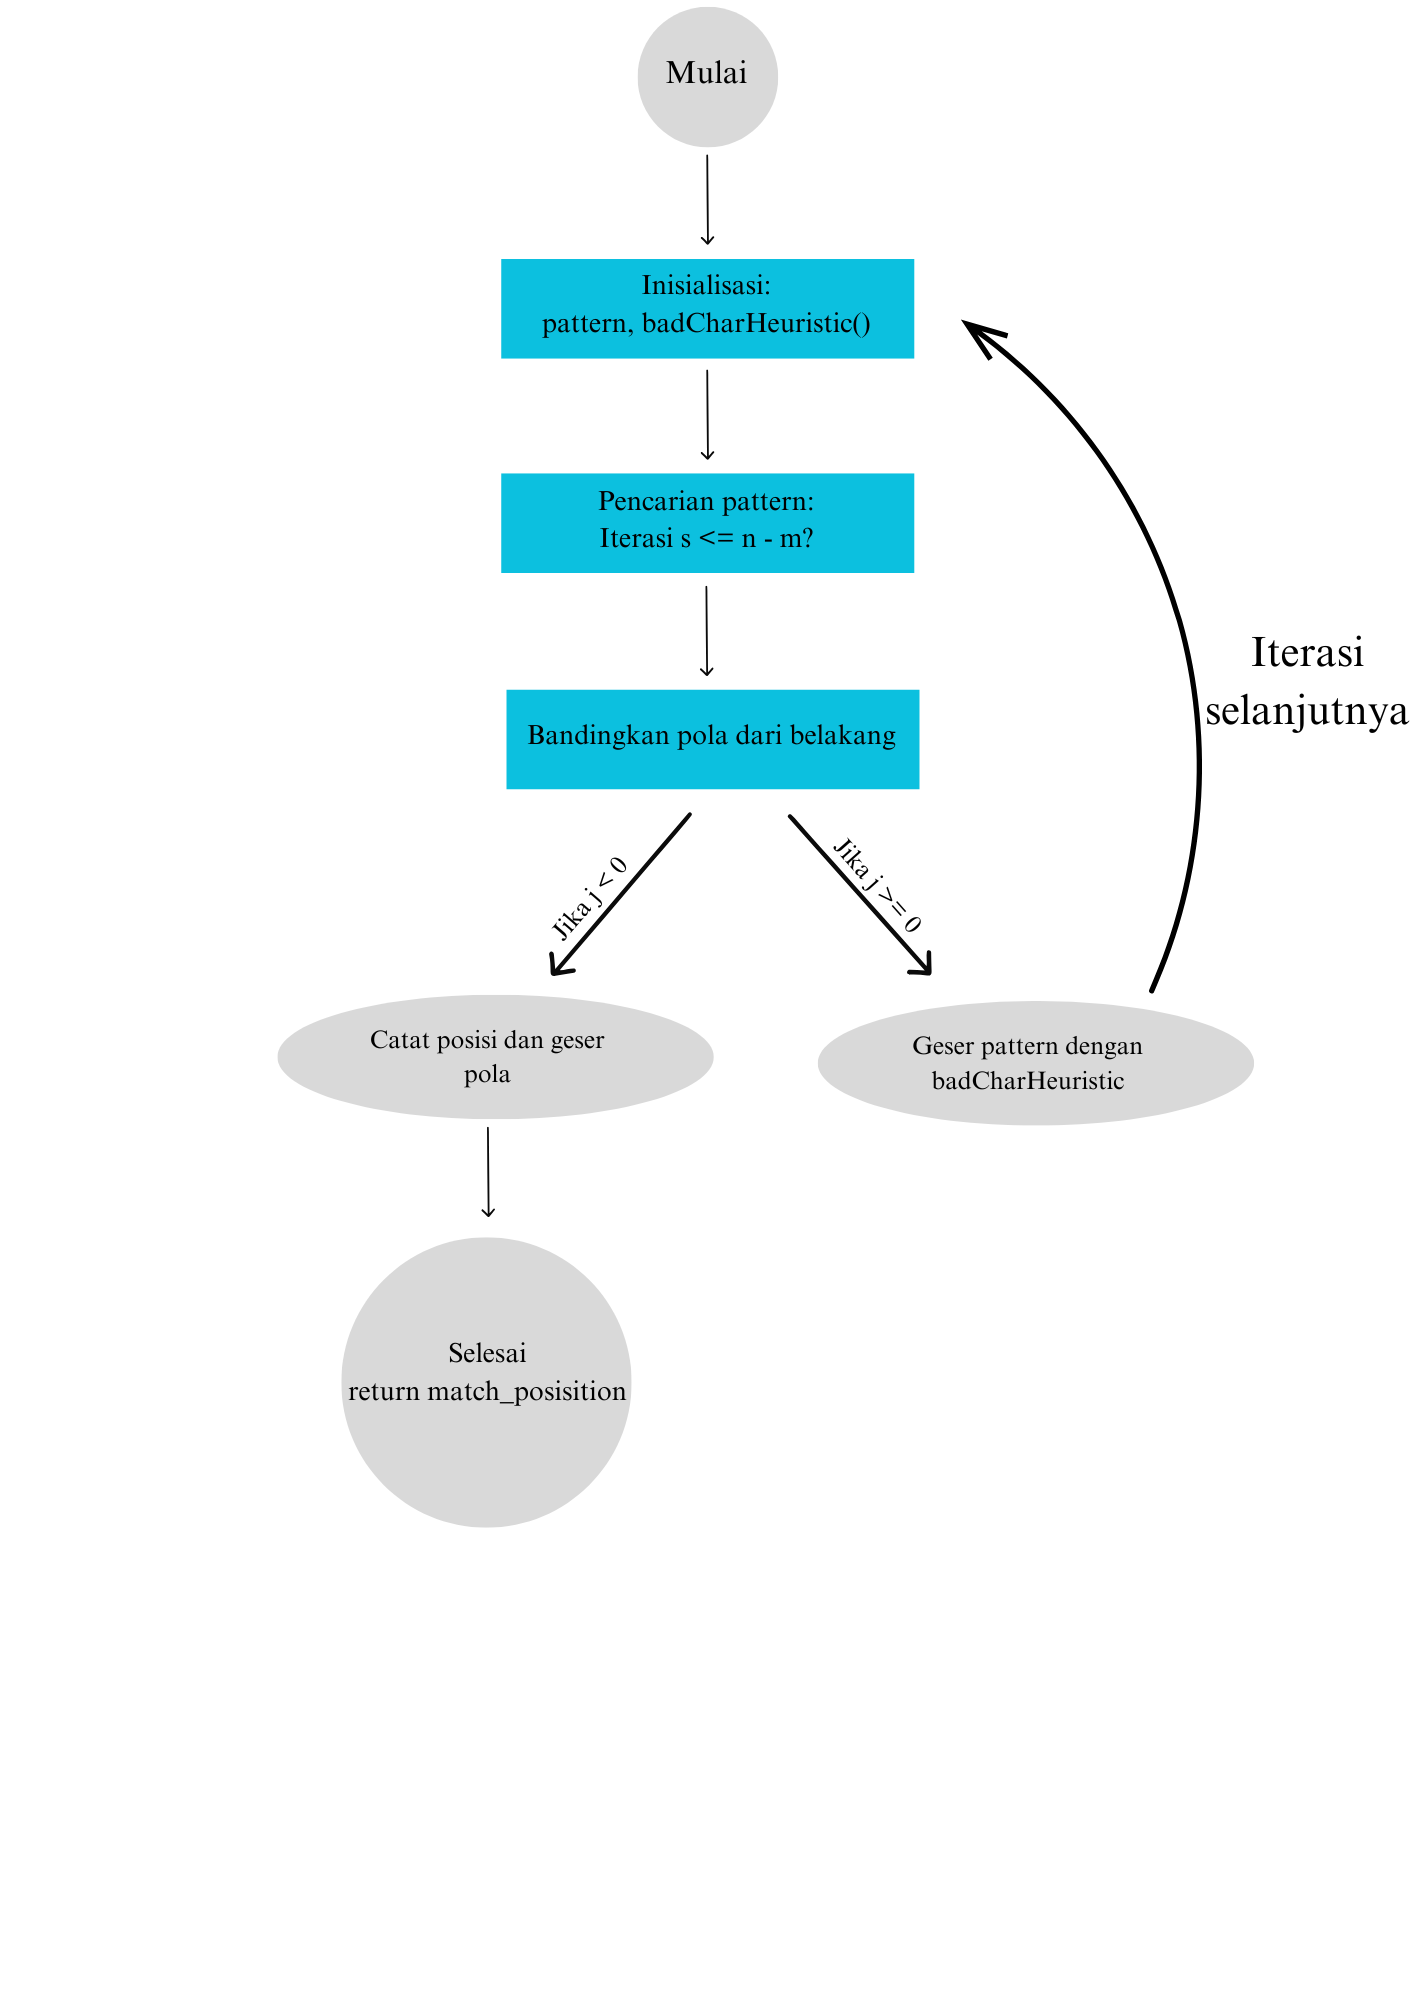 Mulai
Inisialisasi:
pattern, badCharHeuristic()
Pencarian pattern:
Iterasi s <= n - m?
Iterasi
selanjutnya
Bandingkan pola dari belakang
Jika j < 0
Jika j >= 0
Catat posisi dan geser
pola
Geser pattern dengan
badCharHeuristic
Selesai
return match_posisition